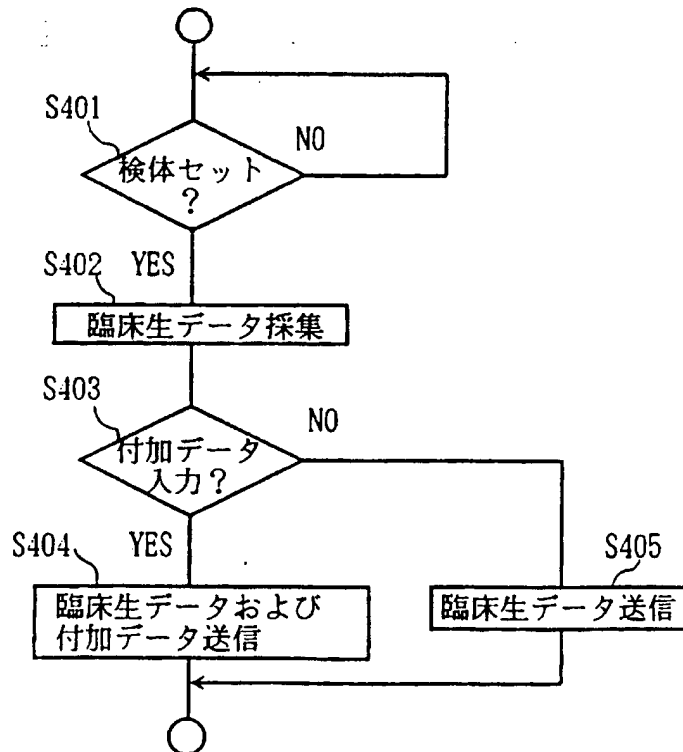 S401
NO
検体セット
?
S402
YES
臨床生データ採集
S403
NO
付加データ
入力?
S404
YES
S405
臨床生データおよび
付加データ送信
臨床生データ送信